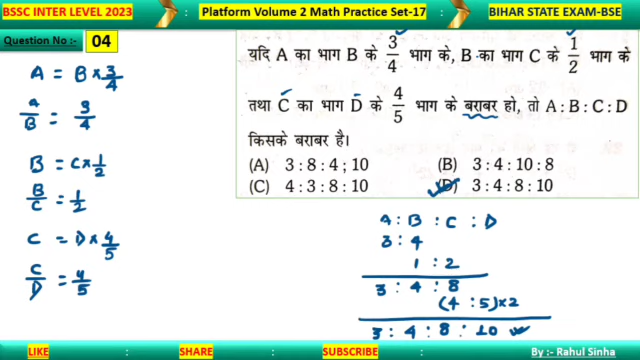 BSSC INTER LEVEL 2023
Platform Volume 2 Math Practice Set-17
BIHAR STATE EXAM-BSE
Question No :- 04
यदि A का भाग B के 3/4 भाग के, B का भाग C के 1/2 भाग के
तथा C का भाग D के 4/5 भाग के बराबर हो, तो A : B : C : D
किसके बराबर है।
(A) 3 : 8 : 4 ; 10 (B) 3 : 4 : 10 : 8
(C) 4 : 3 : 8 : 10 (D) 3 : 4 : 8 : 10
A = B × 3/4
A/B = 3/4
B = C × 1/2
B/C = 1/2
C = D × 4/5
C/D = 4/5
A : B : C : D
3 : 4
1 : 2
3 : 4 : 8
(4 : 5) × 2
3 : 4 : 8 : 10
LIKE : SHARE : SUBSCRIBE : By :- Rahul Sinha